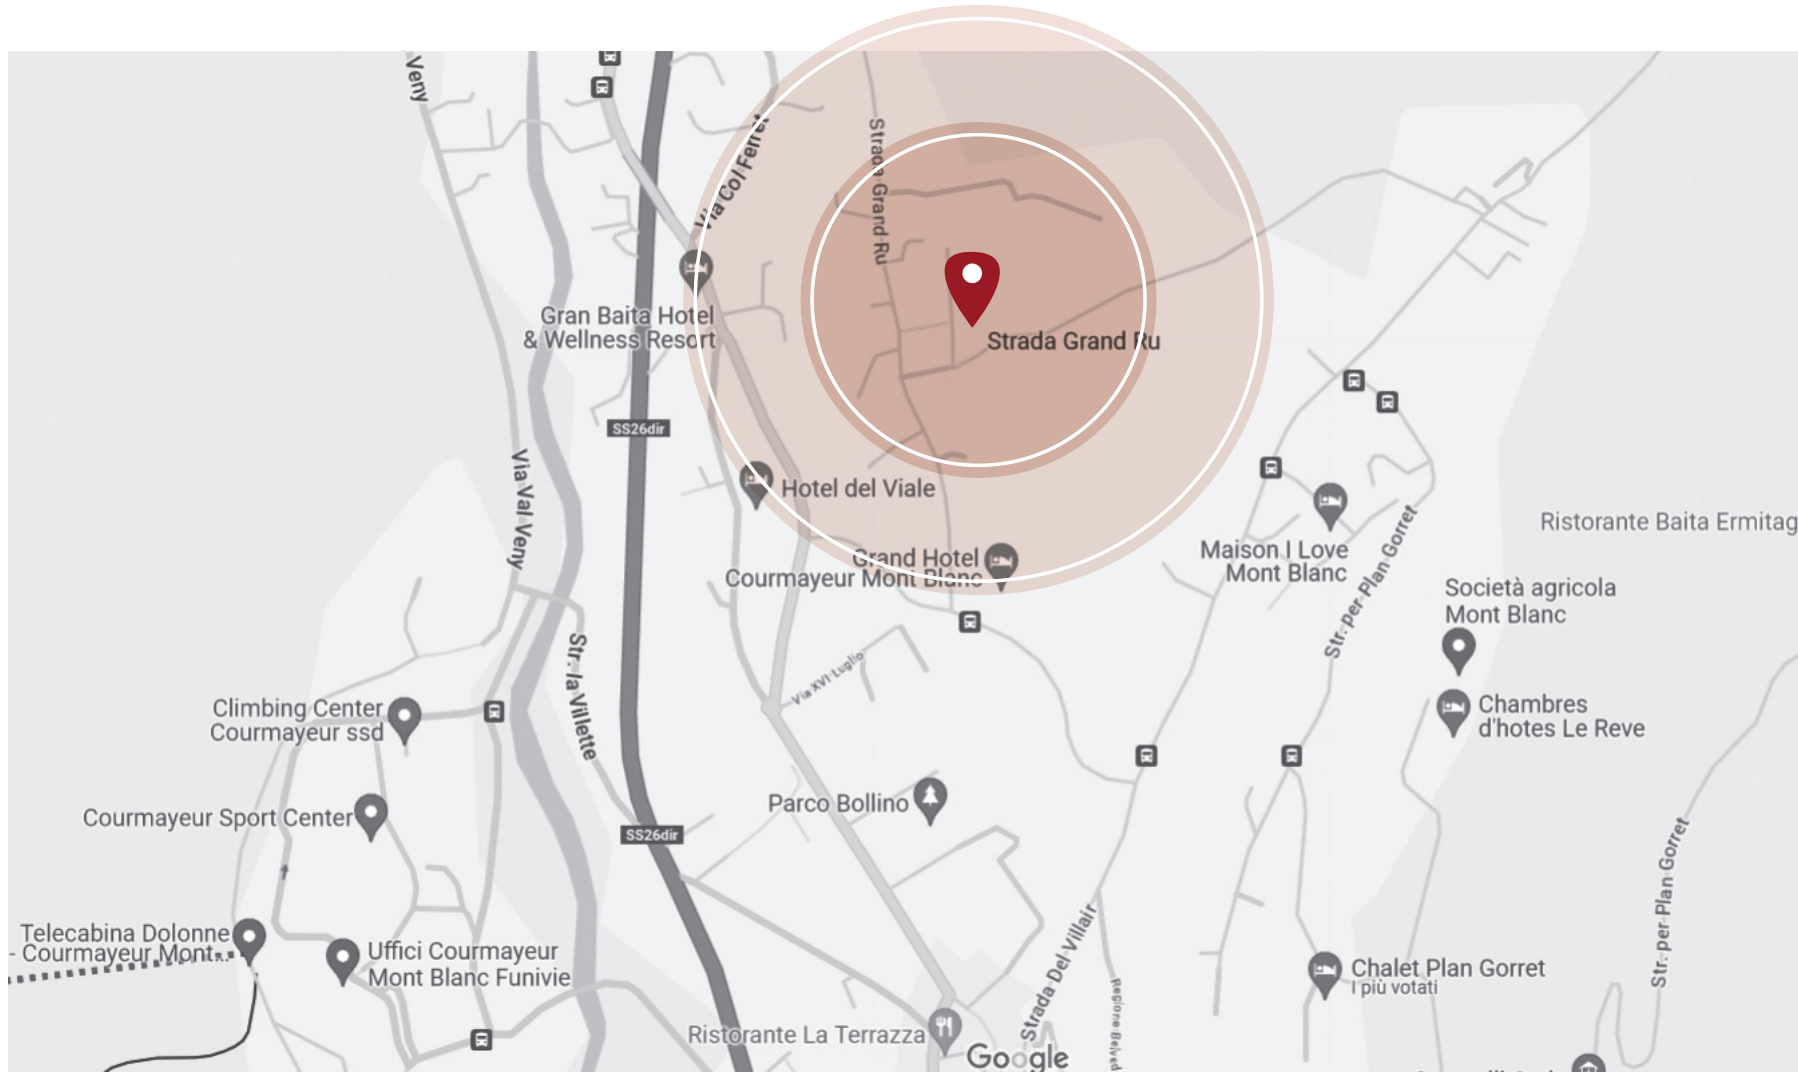 Veny
Via Col Ferret
Strada Grand Ru
Gran Baita Hotel
& Wellness Resort
Strada Grand Ru
SS26dir
Via Val Veny
Hotel del Viale
Grand Hotel
Courmayeur Mont Blanc
Maison I Love
Mont Blanc
Str. per Plan Gorret
Ristorante Baita Ermitag
Società agricola
Mont Blanc
Str. la Villette
Via XVI Luglio
Climbing Center
Courmayeur ssd
Chambres
d'hotes Le Reve
Parco Bollino
Courmayeur Sport Center
SS26dir
Str. per Plan Gorret
Telecabina Dolonne
- Courmayeur Mont...
Uffici Courmayeur
Mont Blanc Funivie
Strada Del Villair
Regione Belved
Chalet Plan Gorret
I più votati
Ristorante La Terrazza
Google